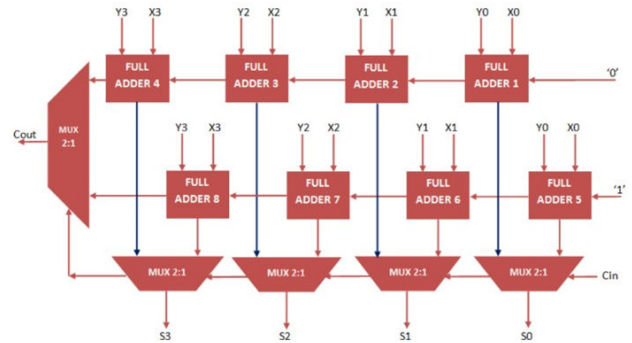 Y3 X3 Y2 X2 Y1 X1 Y0 X0
FULL ADDER 4
FULL ADDER 3
FULL ADDER 2
FULL ADDER 1
'0'
Cout
MUX 2:1
Y3 X3 Y2 X2 Y1 X1 Y0 X0
FULL ADDER 8
FULL ADDER 7
FULL ADDER 6
FULL ADDER 5
'1'
MUX 2:1
MUX 2:1
MUX 2:1
MUX 2:1
Cin
S3 S2 S1 S0